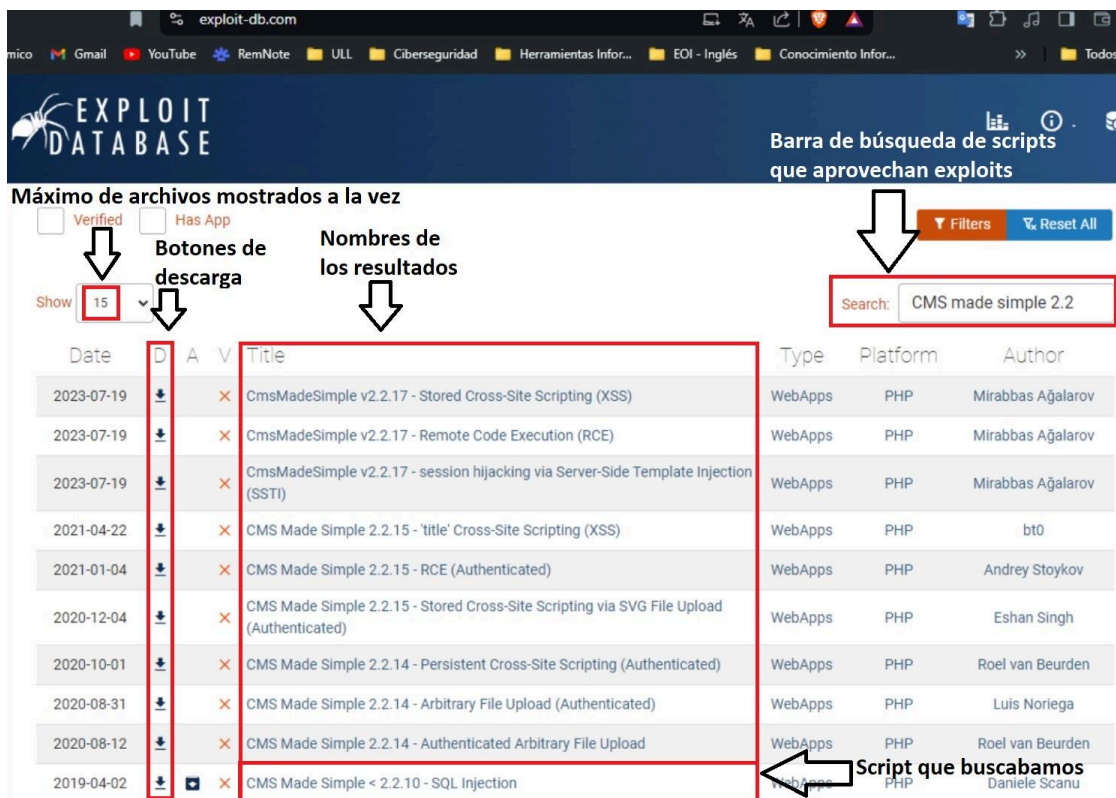 exploit-db.com
mico Gmail YouTube RemNote ULL Ciberseguridad Herramientas Infor... EOI - Inglés Conocimiento Infor... » Todos
EXPLOIT
DATABASE
Barra de búsqueda de scripts
que aprovechan exploits
Máximo de archivos mostrados a la vez
Verified Has App
Filters Reset All
Botones de
descarga
Nombres de
los resultados
Show 15
Search: CMS made simple 2.2
Date D A V Title Type Platform Author
2023-07-19 CmsMadeSimple v2.2.17 - Stored Cross-Site Scripting (XSS) WebApps PHP Mirabbas Ağalarov
2023-07-19 CmsMadeSimple v2.2.17 - Remote Code Execution (RCE) WebApps PHP Mirabbas Ağalarov
2023-07-19 CmsMadeSimple v2.2.17 - session hijacking via Server-Side Template Injection
(SSTI) WebApps PHP Mirabbas Ağalarov
2021-04-22 CMS Made Simple 2.2.15 - 'title' Cross-Site Scripting (XSS) WebApps PHP bt0
2021-01-04 CMS Made Simple 2.2.15 - RCE (Authenticated) WebApps PHP Andrey Stoykov
2020-12-04 CMS Made Simple 2.2.15 - Stored Cross-Site Scripting via SVG File Upload
(Authenticated) WebApps PHP Eshan Singh
2020-10-01 CMS Made Simple 2.2.14 - Persistent Cross-Site Scripting (Authenticated) WebApps PHP Roel van Beurden
2020-08-31 CMS Made Simple 2.2.14 - Arbitrary File Upload (Authenticated) WebApps PHP Luis Noriega
2020-08-12 CMS Made Simple 2.2.14 - Authenticated Arbitrary File Upload WebApps PHP Roel van Beurden
Script que buscabamos
2019-04-02 CMS Made Simple < 2.2.10 - SQL Injection WebApps PHP Daniele Scanu